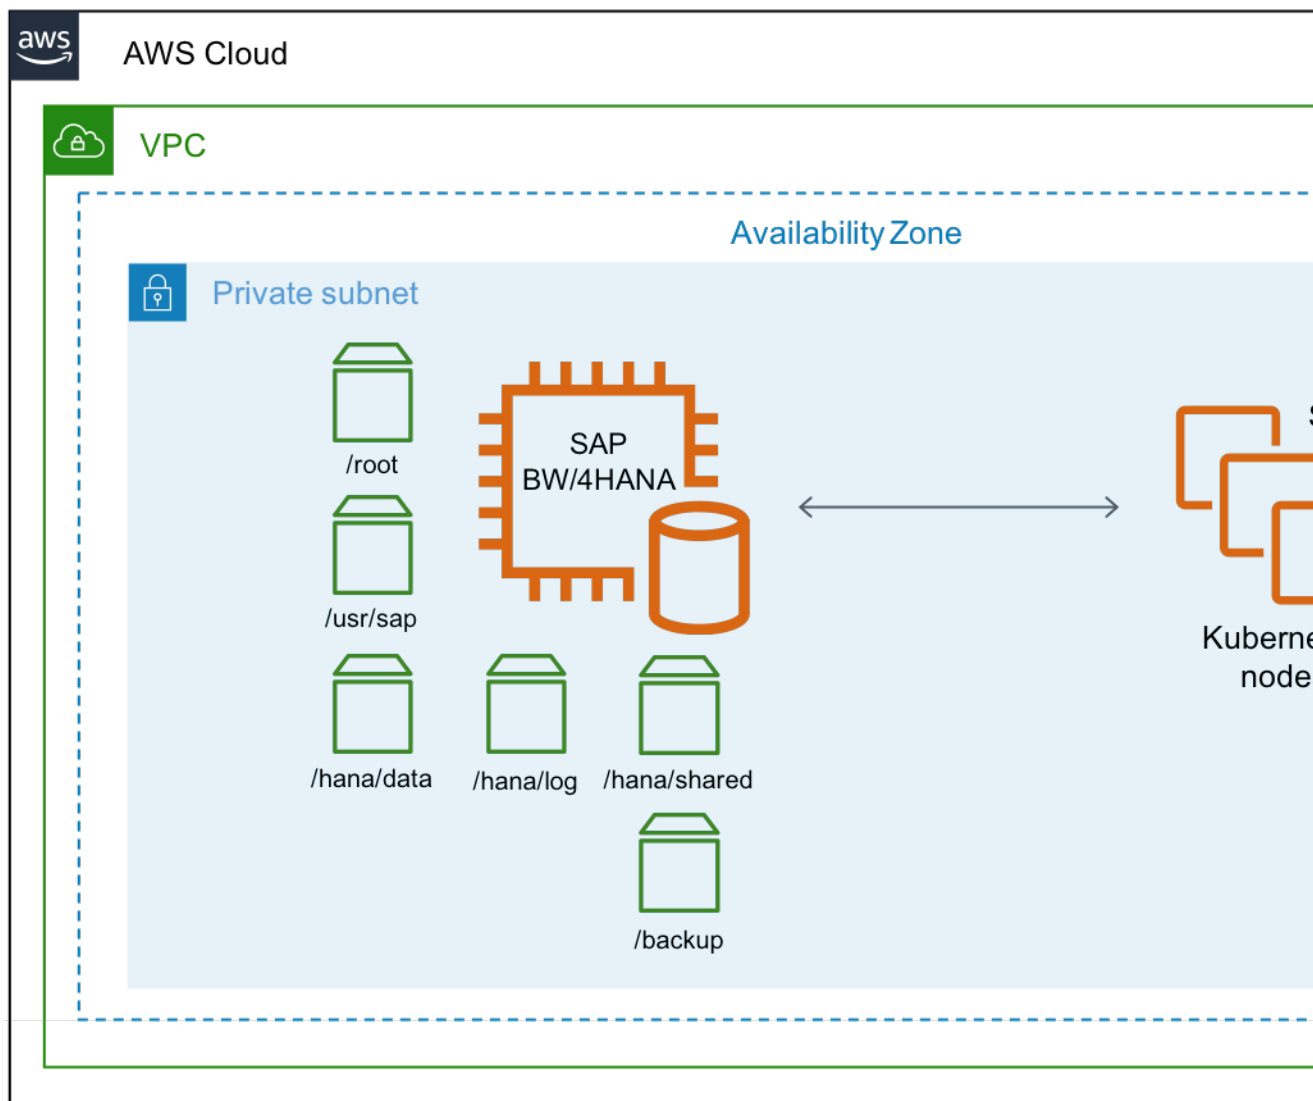 aws
AWS Cloud
VPC
Availability Zone
Private subnet
SAP
BW/4HANA
/root
/usr/sap
/hana/data
/hana/log
/hana/shared
/backup
node